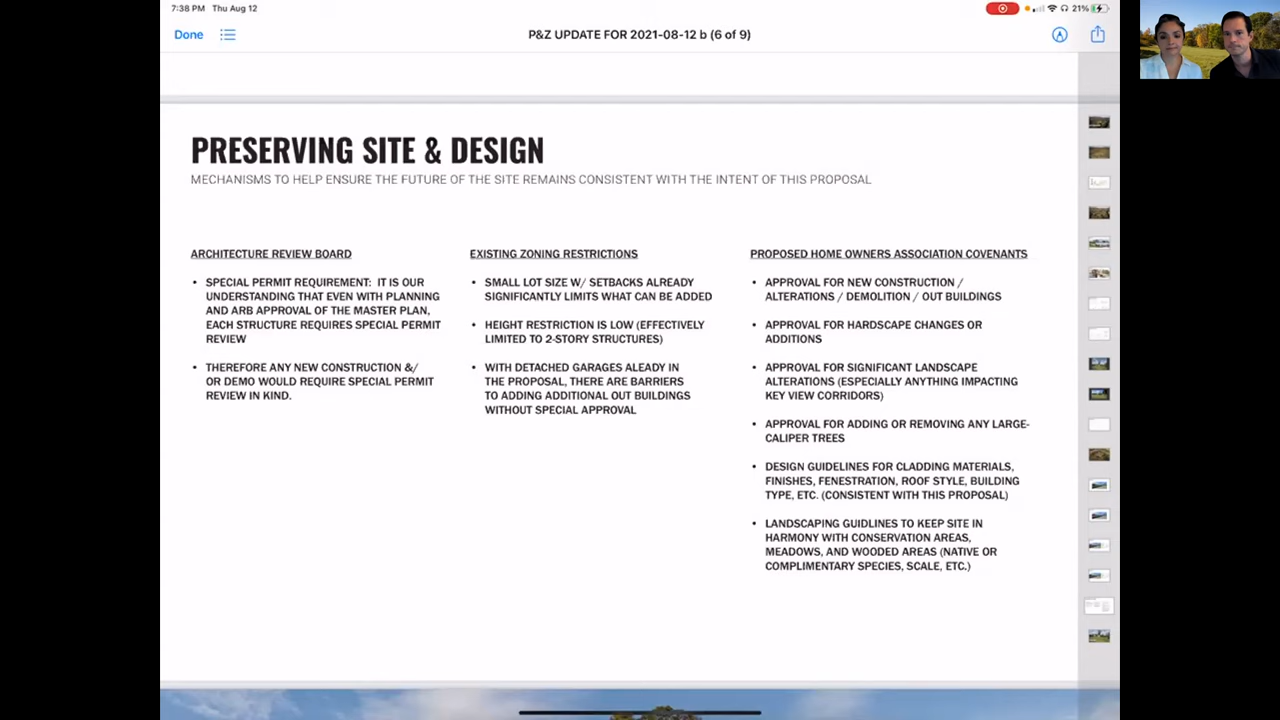 7:38 PM Thu Aug 12
21%
Done
P&Z UPDATE FOR 2021-08-12 b (6 of 9)
PRESERVING SITE & DESIGN
MECHANISMS TO HELP ENSURE THE FUTURE OF THE SITE REMAINS CONSISTENT WITH THE INTENT OF THIS PROPOSAL
ARCHITECTURE REVIEW BOARD
• SPECIAL PERMIT REQUIREMENT: IT IS OUR
UNDERSTANDING THAT EVEN WITH PLANNING
AND ARB APPROVAL OF THE MASTER PLAN,
EACH STRUCTURE REQUIRES SPECIAL PERMIT
REVIEW
• THEREFORE ANY NEW CONSTRUCTION &/
OR DEMO WOULD REQUIRE SPECIAL PERMIT
REVIEW IN KIND.
EXISTING ZONING RESTRICTIONS
• SMALL LOT SIZE W/ SETBACKS ALREADY
SIGNIFICANTLY LIMITS WHAT CAN BE ADDED
• HEIGHT RESTRICTION IS LOW (EFFECTIVELY
LIMITED TO 2-STORY STRUCTURES)
• WITH DETACHED GARAGES ALEADY IN
THE PROPOSAL, THERE ARE BARRIERS
TO ADDING ADDITIONAL OUT BUILDINGS
WITHOUT SPECIAL APPROVAL
PROPOSED HOME OWNERS ASSOCIATION COVENANTS
• APPROVAL FOR NEW CONSTRUCTION /
ALTERATIONS / DEMOLITION / OUT BUILDINGS
• APPROVAL FOR HARDSCAPE CHANGES OR
ADDITIONS
• APPROVAL FOR SIGNIFICANT LANDSCAPE
ALTERATIONS (ESPECIALLY ANYTHING IMPACTING
KEY VIEW CORRIDORS)
• APPROVAL FOR ADDING OR REMOVING ANY LARGE-
CALIPER TREES
• DESIGN GUIDELINES FOR CLADDING MATERIALS,
FINISHES, FENESTRATION, ROOF STYLE, BUILDING
TYPE, ETC. (CONSISTENT WITH THIS PROPOSAL)
• LANDSCAPING GUIDLINES TO KEEP SITE IN
HARMONY WITH CONSERVATION AREAS,
MEADOWS, AND WOODED AREAS (NATIVE OR
COMPLIMENTARY SPECIES, SCALE, ETC.)